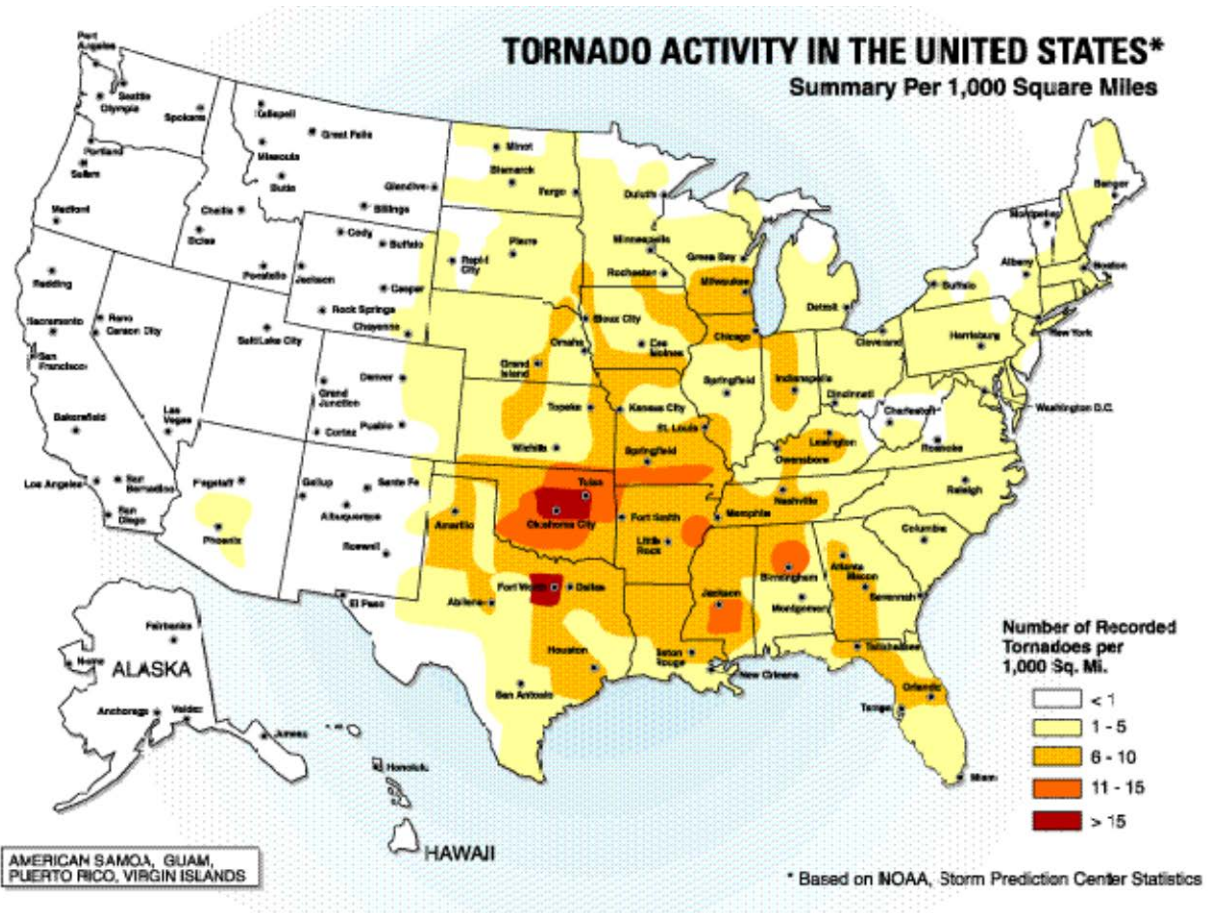 TORNADO ACTIVITY IN THE UNITED STATES*
Summary Per 1,000 Square Miles
Port
Angeles
Seattle
Olympia
Spokane
Portland
Salem
Medford
Kalispell
Great Falls
Missoula
Butte
Glendive
Billings
Challis
Boise
Pocatello
Cody
Buffalo
Jackson
Casper
Rock Springs
Cheyenne
Redding
Sacramento
San
Francisco
Reno
Carson City
Salt Lake City
Bakersfield
Las
Vegas
Los Angeles
San
Bernadino
San
Diego
Denver
Grand
Junction
Cortez
Pueblo
Flagstaff
Phoenix
Gallup
Santa Fe
Albuquerque
Roswell
El Paso
Minot
Bismarck
Fargo
Pierre
Rapid
City
Duluth
Minneapolis
Rochester
Green Bay
Milwaukee
Sioux City
Omaha
Grand
Island
Des
Moines
Chicago
Detroit
Topeka
Kansas City
Wichita
St. Louis
Springfield
Springfield
Indianapolis
Cincinnati
Cleveland
Charleston
Lexington
Owensboro
Roanoke
Nashville
Memphis
Raleigh
Columbia
Tulsa
Oklahoma City
Fort Smith
Little
Rock
Amarillo
Fort Worth
Dallas
Abilene
Houston
San Antonio
Jackson
Birmingham
Montgomery
Atlanta
Macon
Savannah
Baton
Rouge
New Orleans
Tallahassee
Orlando
Tampa
Miami
Bangor
Montpelier
Albany
Boston
Buffalo
Harrisburg
New York
Washington D.C.
Fairbanks
Nome
ALASKA
Anchorage
Valdez
Juneau
Honolulu
HAWAII
AMERICAN SAMOA, GUAM,
PUERTO RICO, VIRGIN ISLANDS
Number of Recorded
Tornadoes per
1,000 Sq. Mi.
< 1
1 - 5
6 - 10
11 - 15
> 15
* Based on NOAA, Storm Prediction Center Statistics